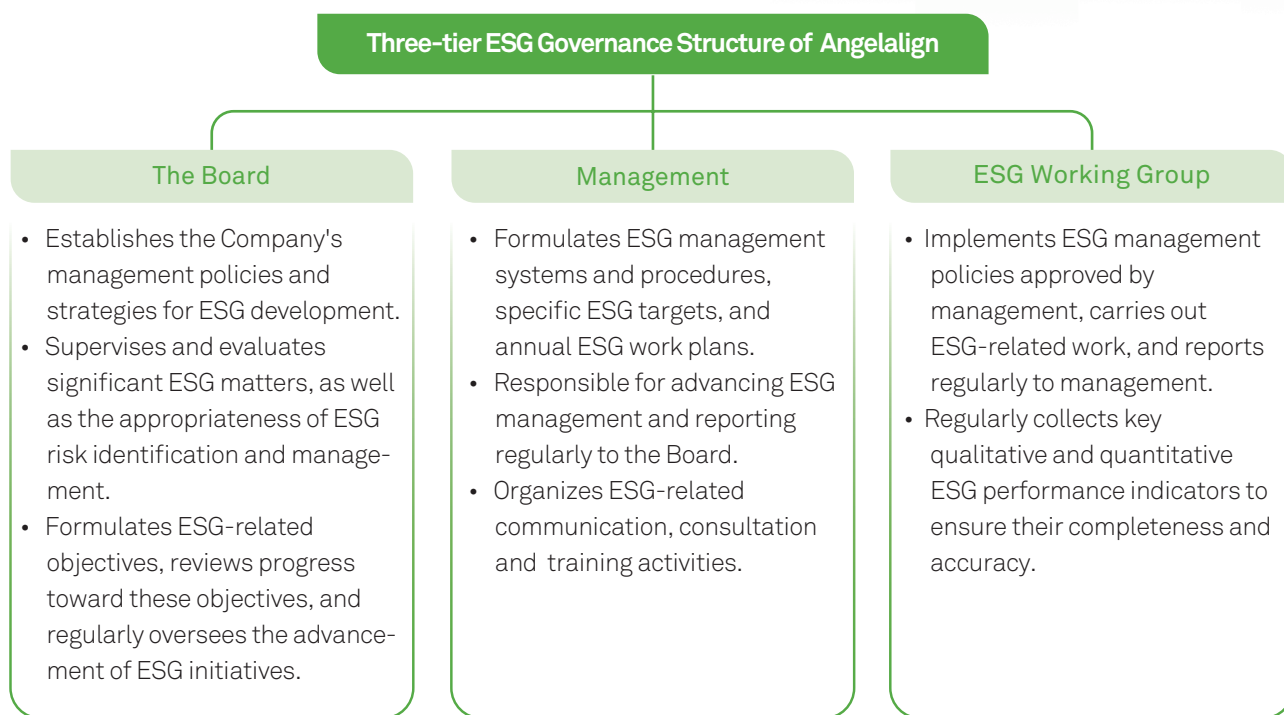 Three-tier ESG Governance Structure of Angelalign
The Board
• Establishes the Company's
management policies and
strategies for ESG development.
• Supervises and evaluates
significant ESG matters, as well
as the appropriateness of ESG
risk identification and manage-
ment.
• Formulates ESG-related
objectives, reviews progress
toward these objectives, and
regularly oversees the advance-
ment of ESG initiatives.
Management
• Formulates ESG management
systems and procedures,
specific ESG targets, and
annual ESG work plans.
• Responsible for advancing ESG
management and reporting
regularly to the Board.
• Organizes ESG-related
communication, consultation
and training activities.
ESG Working Group
• Implements ESG management
policies approved by
management, carries out
ESG-related work, and reports
regularly to management.
• Regularly collects key
qualitative and quantitative
ESG performance indicators to
ensure their completeness and
accuracy.